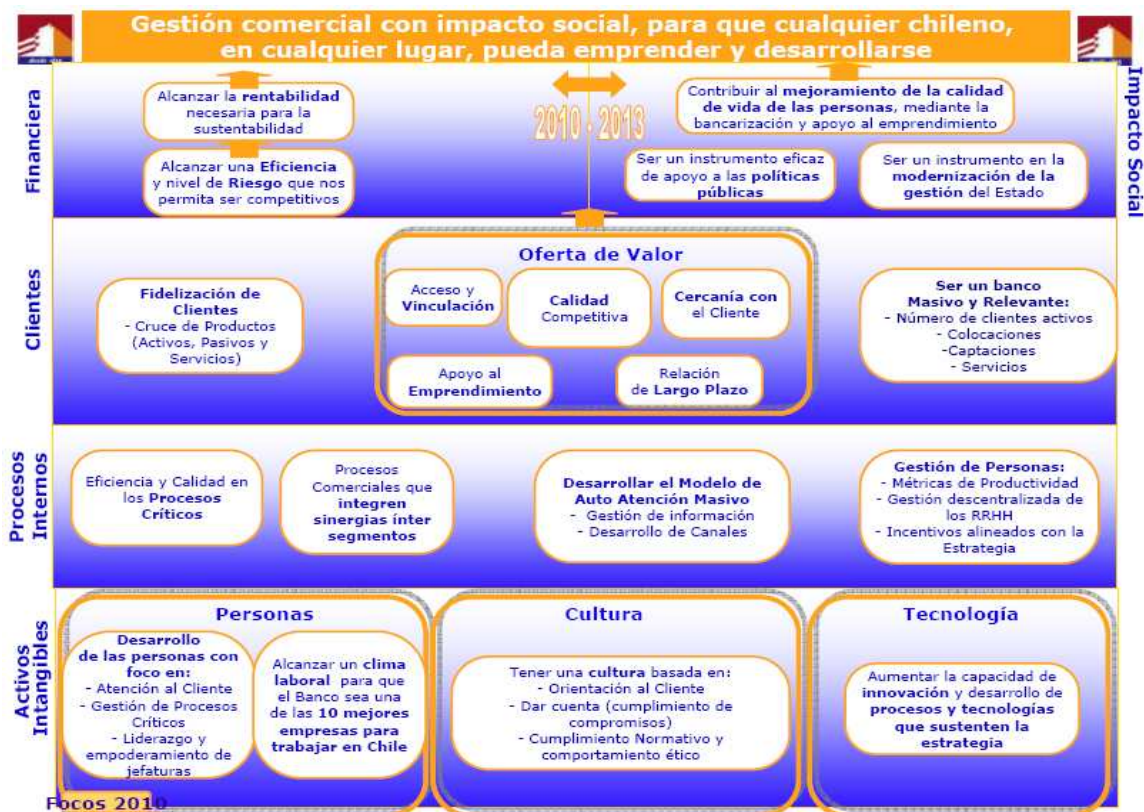 Gestión comercial con impacto social, para que cualquier chileno,
en cualquier lugar, pueda emprender y desarrollarse
Financiera
Impacto Social
2010 - 2013
Alcanzar la rentabilidad
necesaria para la
sustentabilidad
Alcanzar una Eficiencia
y nivel de Riesgo que nos
permita ser competitivos
Contribuir al mejoramiento de la calidad
de vida de las personas, mediante la
bancarización y apoyo al emprendimiento
Ser un instrumento eficaz
de apoyo a las políticas
públicas
Ser un instrumento en la
modernización de la
gestión del Estado
Clientes
Fidelización de
Clientes
- Cruce de Productos
(Activos, Pasivos y
Servicios)
Oferta de Valor
Acceso y
Vinculación
Calidad
Competitiva
Cercanía con
el Cliente
Apoyo al
Emprendimiento
Relación
de Largo Plazo
Ser un banco
Masivo y Relevante:
- Número de clientes activos
- Colocaciones
-Captaciones
- Servicios
Procesos
Internos
Eficiencia y Calidad en
los Procesos
Críticos
Procesos
Comerciales que
integren
sinergias ínter
segmentos
Desarrollar el Modelo de
Auto Atención Masivo
- Gestión de información
- Desarrollo de Canales
Gestión de Personas:
- Métricas de Productividad
- Gestión descentralizada de
los RRHH
- Incentivos alineados con la
Estrategia
Activos
Intangibles
Personas
Desarrollo
de las personas con
foco en:
- Atención al Cliente
- Gestión de Procesos
Críticos
- Liderazgo y
empoderamiento de
jefaturas
Alcanzar un clima
laboral para que
el Banco sea una
de las 10 mejores
empresas para
trabajar en Chile
Cultura
Tener una cultura basada en:
- Orientación al Cliente
- Dar cuenta (cumplimiento de
compromisos)
- Cumplimiento Normativo y
comportamiento ético
Tecnología
Aumentar la capacidad de
innovación y desarrollo de
procesos y tecnologías
que sustenten la
estrategia
Focos 2010